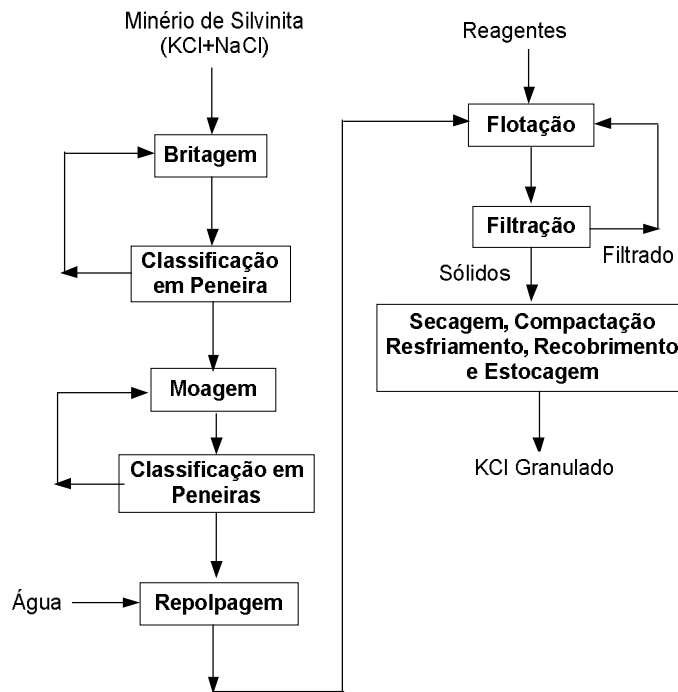 Minério de Silvinita
(KCl+NaCl)
Britagem
Classificação
em Peneira
Moagem
Classificação em
Peneiras
Água
Repolpagem
Reagentes
Flotação
Filtração
Filtrado
Sólidos
Secagem, Compactação
Resfriamento, Recobrimento
e Estocagem
KCl Granulado